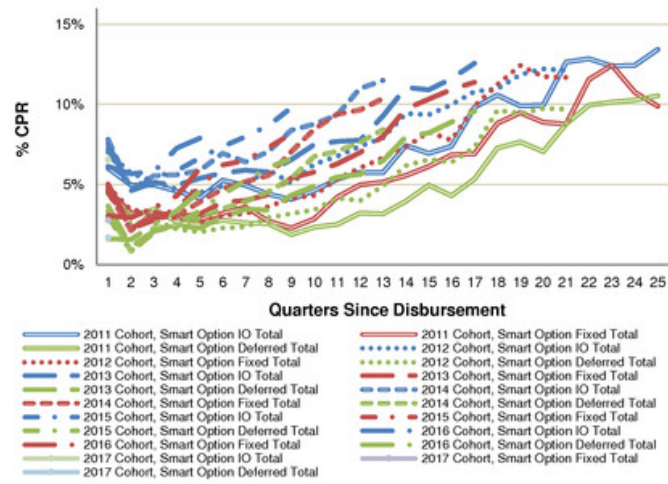 15%
10%
5%
0%
% CPR
1 2 3 4 5 6 7 8 9 10 11 12 13 14 15 16 17 18 19 20 21 22 23 24 25
Quarters Since Disbursement
2011 Cohort, Smart Option IO Total
2011 Cohort, Smart Option Fixed Total
2011 Cohort, Smart Option Deferred Total
2012 Cohort, Smart Option IO Total
2012 Cohort, Smart Option Fixed Total
2012 Cohort, Smart Option Deferred Total
2013 Cohort, Smart Option IO Total
2013 Cohort, Smart Option Fixed Total
2013 Cohort, Smart Option Deferred Total
2014 Cohort, Smart Option IO Total
2014 Cohort, Smart Option Fixed Total
2014 Cohort, Smart Option Deferred Total
2015 Cohort, Smart Option IO Total
2015 Cohort, Smart Option Fixed Total
2015 Cohort, Smart Option Deferred Total
2016 Cohort, Smart Option IO Total
2016 Cohort, Smart Option Fixed Total
2016 Cohort, Smart Option Deferred Total
2017 Cohort, Smart Option IO Total
2017 Cohort, Smart Option Fixed Total
2017 Cohort, Smart Option Deferred Total